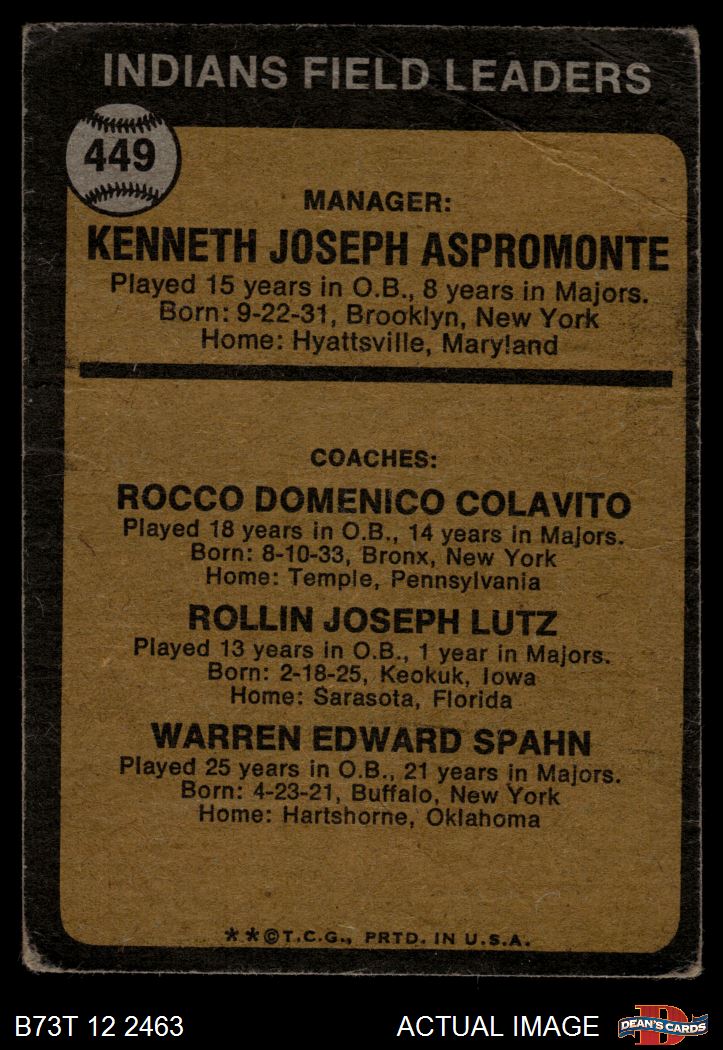 INDIANS FIELD LEADERS
449
MANAGER:
KENNETH JOSEPH ASPROMONTE
Played 15 years in O.B., 8 years in Majors.
Born: 9-22-31, Brooklyn, New York
Home: Hyattsville, Maryland
COACHES:
ROCCO DOMENICO COLAVITO
Played 18 years in O.B., 14 years in Majors.
Born: 8-10-33, Bronx, New York
Home: Temple, Pennsylvania
ROLLIN JOSEPH LUTZ
Played 13 years in O.B., 1 year in Majors.
Born: 2-18-25, Keokuk, Iowa
Home: Sarasota, Florida
WARREN EDWARD SPAHN
Played 25 years in O.B., 21 years in Majors.
Born: 4-23-21, Buffalo, New York
Home: Hartshorne, Oklahoma
**©T.C.G., PRTD. IN U.S.A.
B73T 12 2463 ACTUAL IMAGE
D
DEAN'S CARDS